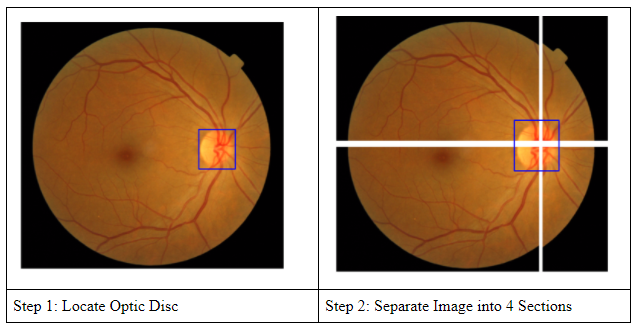 Step 1: Locate Optic Disc
Step 2: Separate Image into 4 Sections